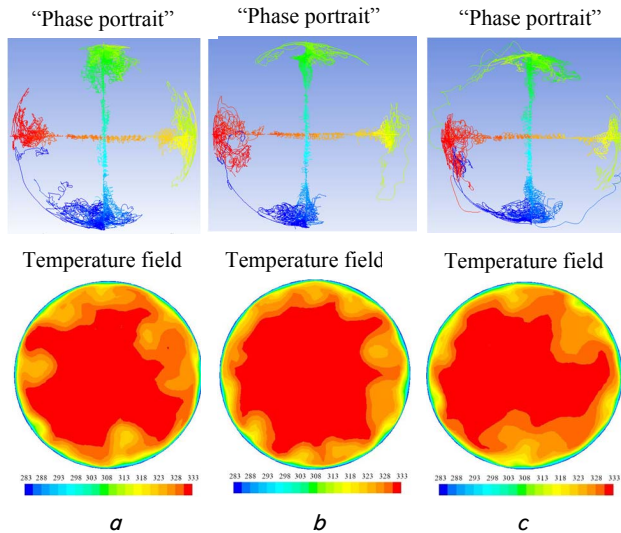 “Phase portrait” “Phase portrait” “Phase portrait”
Temperature field Temperature field Temperature field
283 288 293 298 303 308 313 318 323 328 333 283 288 293 298 303 308 313 318 323 328 333 283 288 293 298 303 308 313 318 323 328 333
a b c